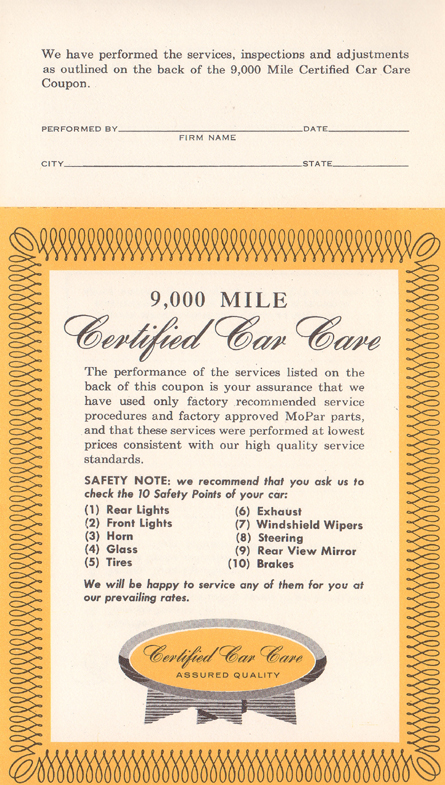 We have performed the services, inspections and adjustments
as outlined on the back of the 9,000 Mile Certified Car Care
Coupon.
PERFORMED BY DATE
FIRM NAME
CITY STATE
9,000 MILE
Certified Car Care
The performance of the services listed on the
back of this coupon is your assurance that we
have used only factory recommended service
procedures and factory approved MoPar parts,
and that these services were performed at lowest
prices consistent with our high quality service
standards.
SAFETY NOTE: we recommend that you ask us to
check the 10 Safety Points of your car:
(1) Rear Lights
(2) Front Lights
(3) Horn
(4) Glass
(5) Tires
(6) Exhaust
(7) Windshield Wipers
(8) Steering
(9) Rear View Mirror
(10) Brakes
We will be happy to service any of them for you at
our prevailing rates.
Certified Car Care
ASSURED QUALITY